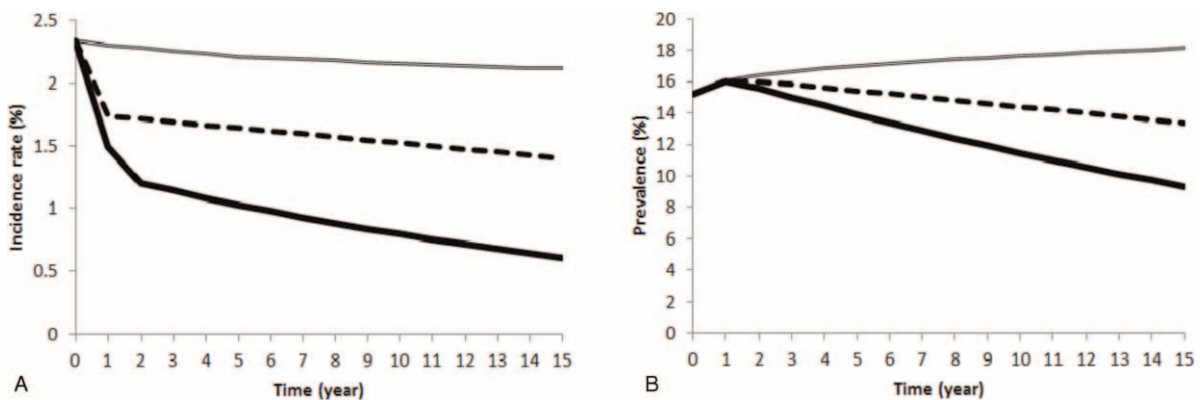 2.5
2
1.5
1
0.5
0
Incidence rate (%)
0 1 2 3 4 5 6 7 8 9 10 11 12 13 14 15
Time (year)
A
20
18
16
14
12
10
8
6
4
2
0
Prevalence (%)
0 1 2 3 4 5 6 7 8 9 10 11 12 13 14 15
Time (year)
B